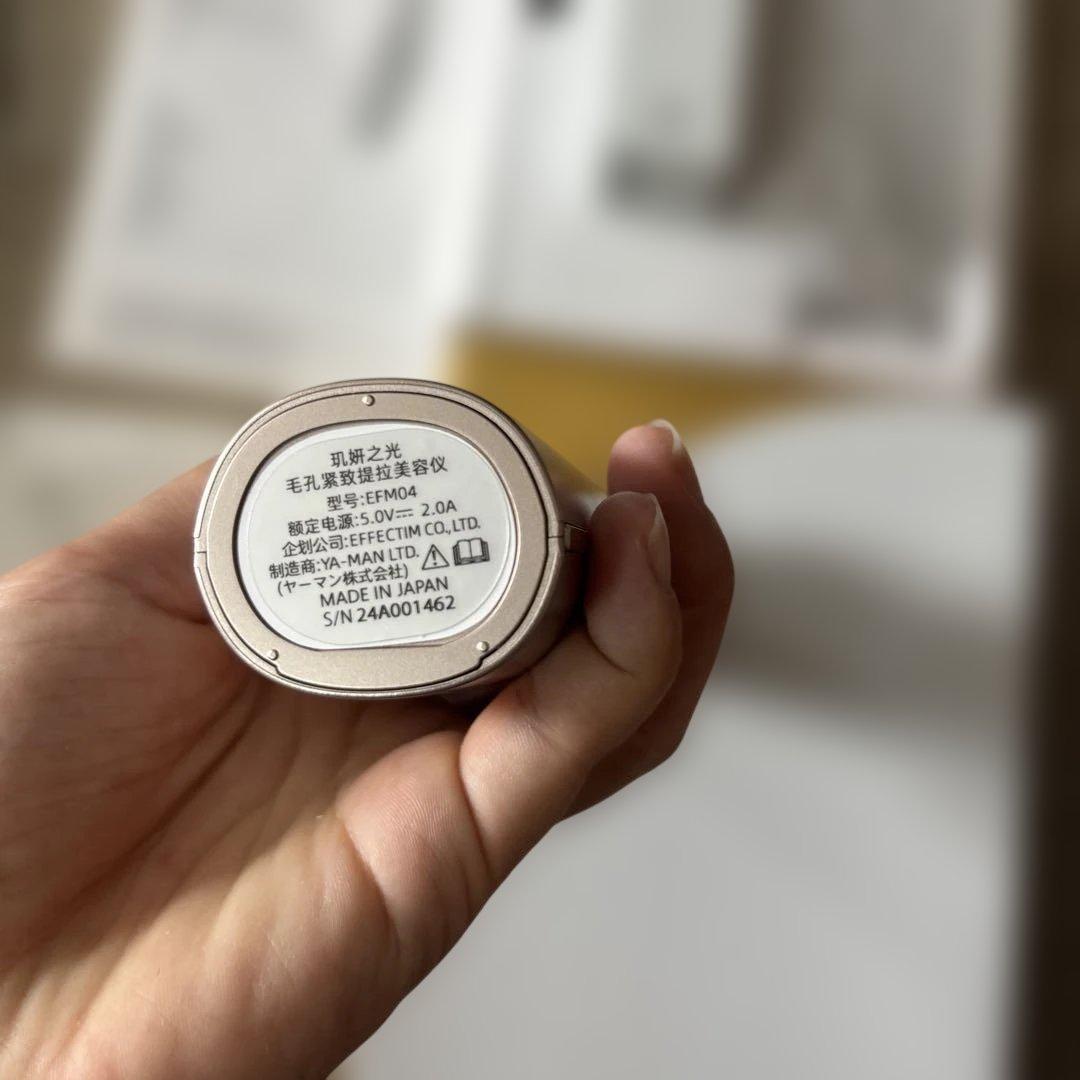 玑妍之光
毛孔紧致提拉美容仪
型号:EFM04
额定电源:5.0V⎓ 2.0A
企划公司:EFFECTIM CO.,LTD.
制造商:YA-MAN LTD.
(ヤーマン株式会社)
MADE IN JAPAN
S/N 24A001462